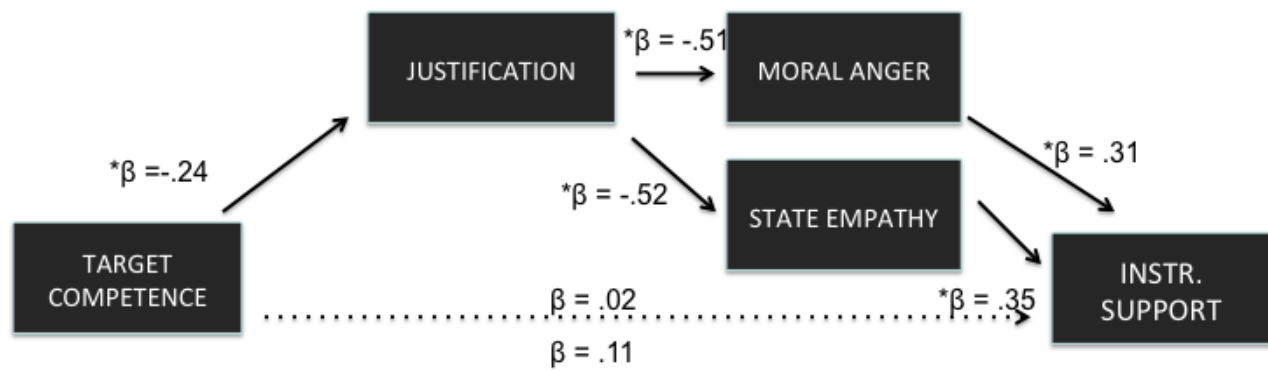 JUSTIFICATION
*β = -.51
MORAL ANGER
*β =-.24
*β = -.52
STATE EMPATHY
*β = .31
TARGET
COMPETENCE
β = .02
β = .11
*β = .35
INSTR.
SUPPORT